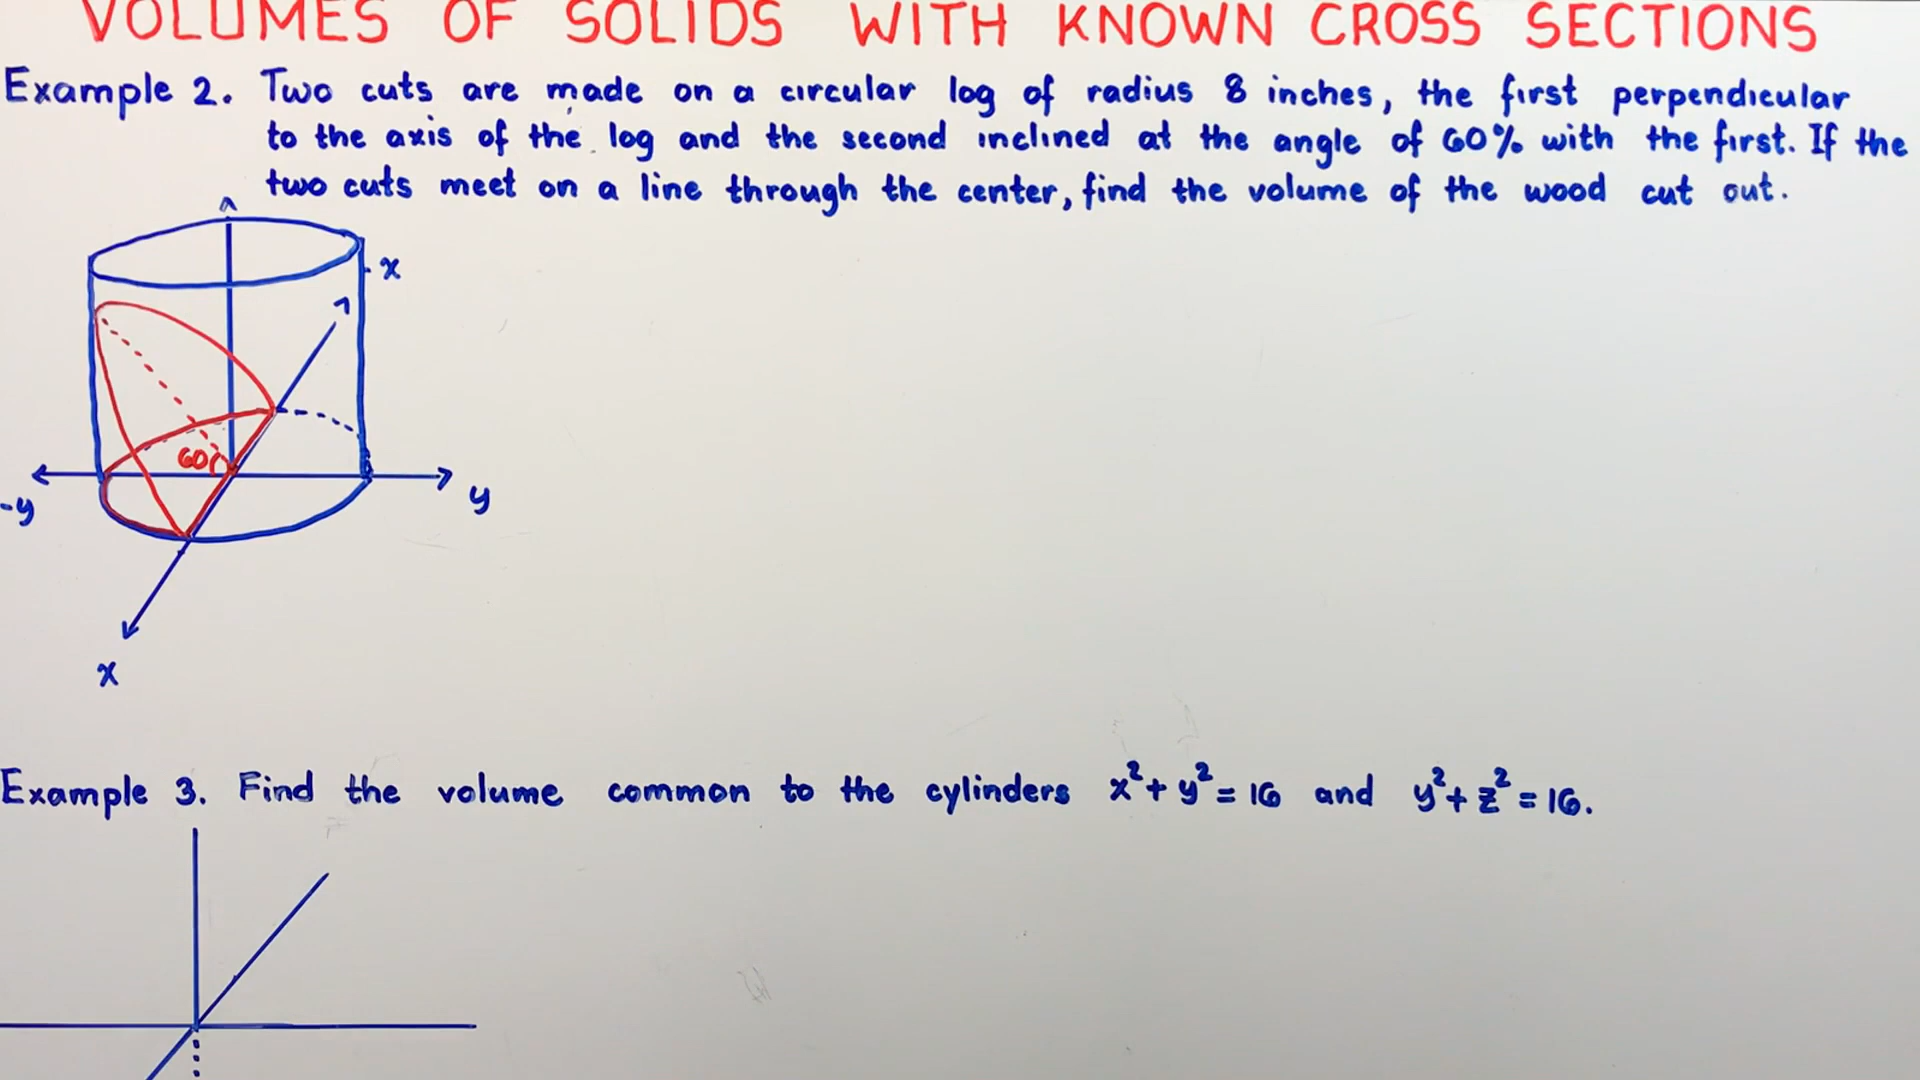 VOLUMES OF SOLIDS WITH KNOWN CROSS SECTIONS
Example 2. Two cuts are made on a circular log of radius 8 inches, the first perpendicular
to the axis of the log and the second inclined at the angle of 60% with the first. If the
two cuts meet on a line through the center, find the volume of the wood cut out.
-x
60
-y
y
x
Example 3. Find the volume common to the cylinders x²+y²=16 and y²+z²=16.